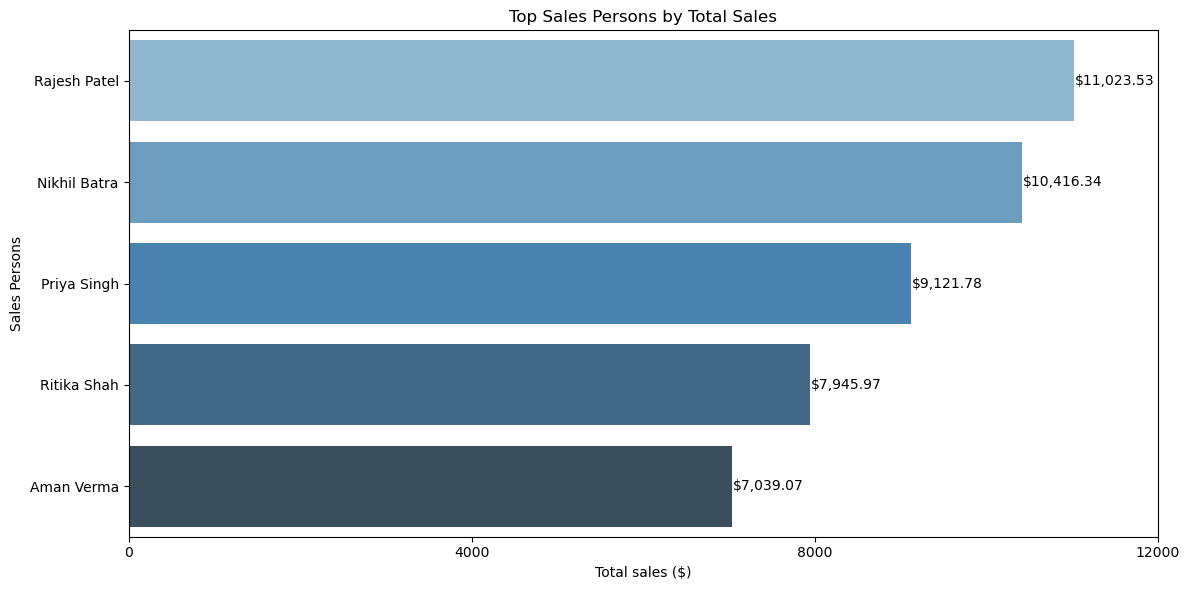 Top Sales Persons by Total Sales
Sales Persons
Rajesh Patel
$11,023.53
Nikhil Batra
$10,416.34
Priya Singh
$9,121.78
Ritika Shah
$7,945.97
Aman Verma
$7,039.07
0
4000
8000
12000
Total sales ($)